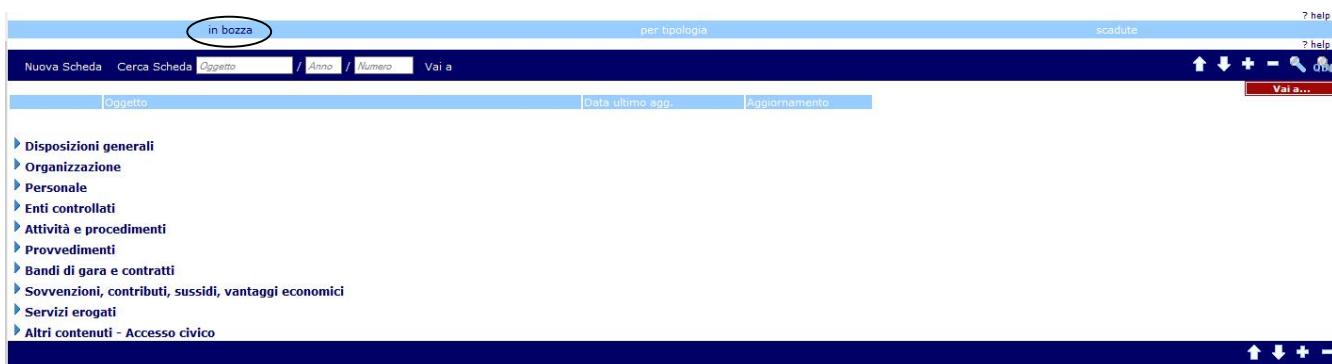 ? help
in bozza per tipologia scadute
? help
Nuova Scheda Cerca Scheda Oggetto / Anno / Numero Vai a
Vai a...
Oggetto Data ultimo agg. Aggiornamento
Disposizioni generali
Organizzazione
Personale
Enti controllati
Attività e procedimenti
Provvedimenti
Bandi di gara e contratti
Sovvenzioni, contributi, sussidi, vantaggi economici
Servizi erogati
Altri contenuti - Accesso civico